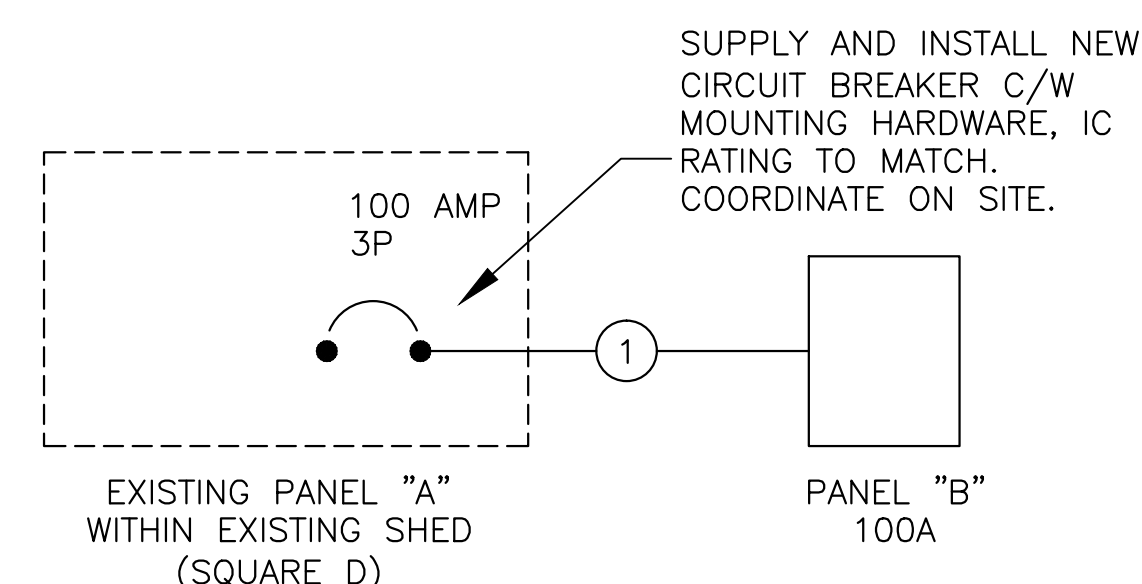 SUPPLY AND INSTALL NEW
CIRCUIT BREAKER C/W
MOUNTING HARDWARE, IC
RATING TO MATCH.
COORDINATE ON SITE.
100 AMP
3P
1
EXISTING PANEL "A"
WITHIN EXISTING SHED
(SQUARE D)
PANEL "B"
100A